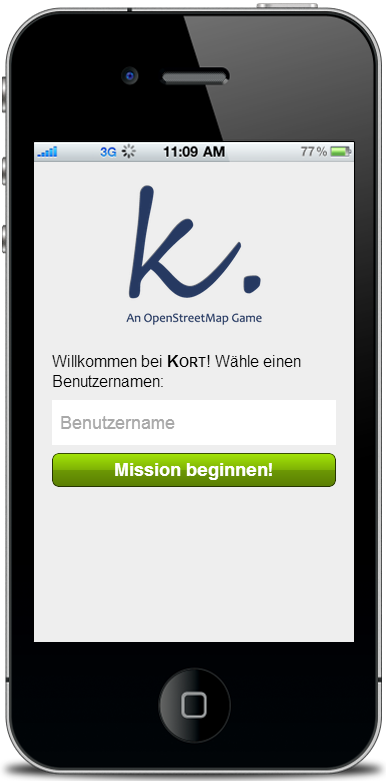 3G 11:09 AM 77%
k.
An OpenStreetMap Game
Willkommen bei KORT! Wähle einen
Benutzernamen:
Benutzername
Mission beginnen!